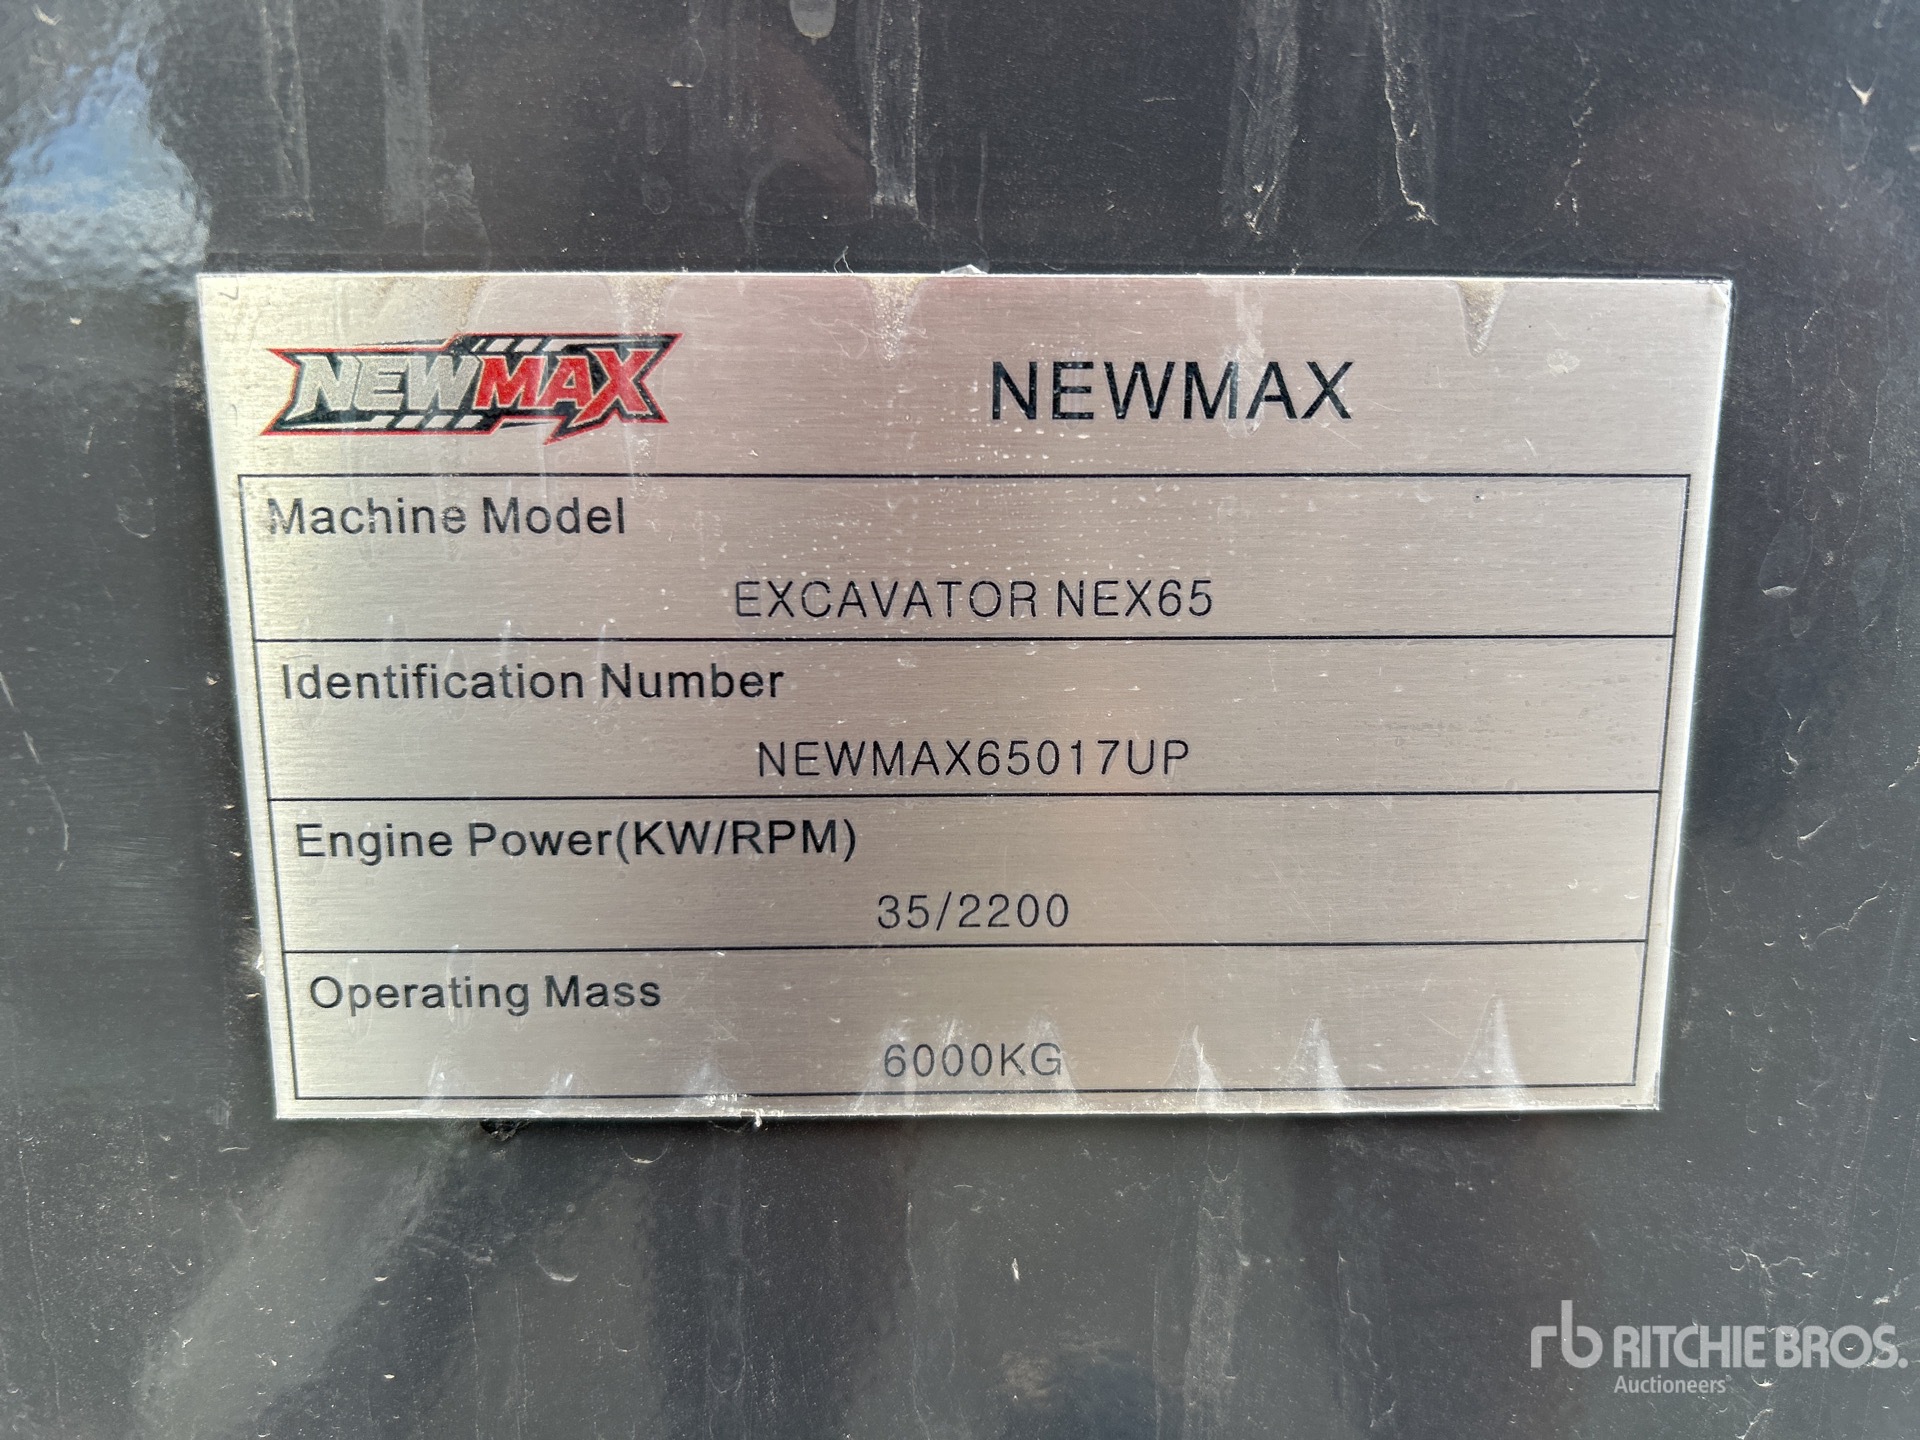 NEWMAX NEWMAX
Machine Model
EXCAVATOR NEX65
Identification Number
NEWMAX65017UP
Engine Power(KW/RPM)
35/2200
Operating Mass
6000KG
rb RITCHIE BROS.
Auctioneers